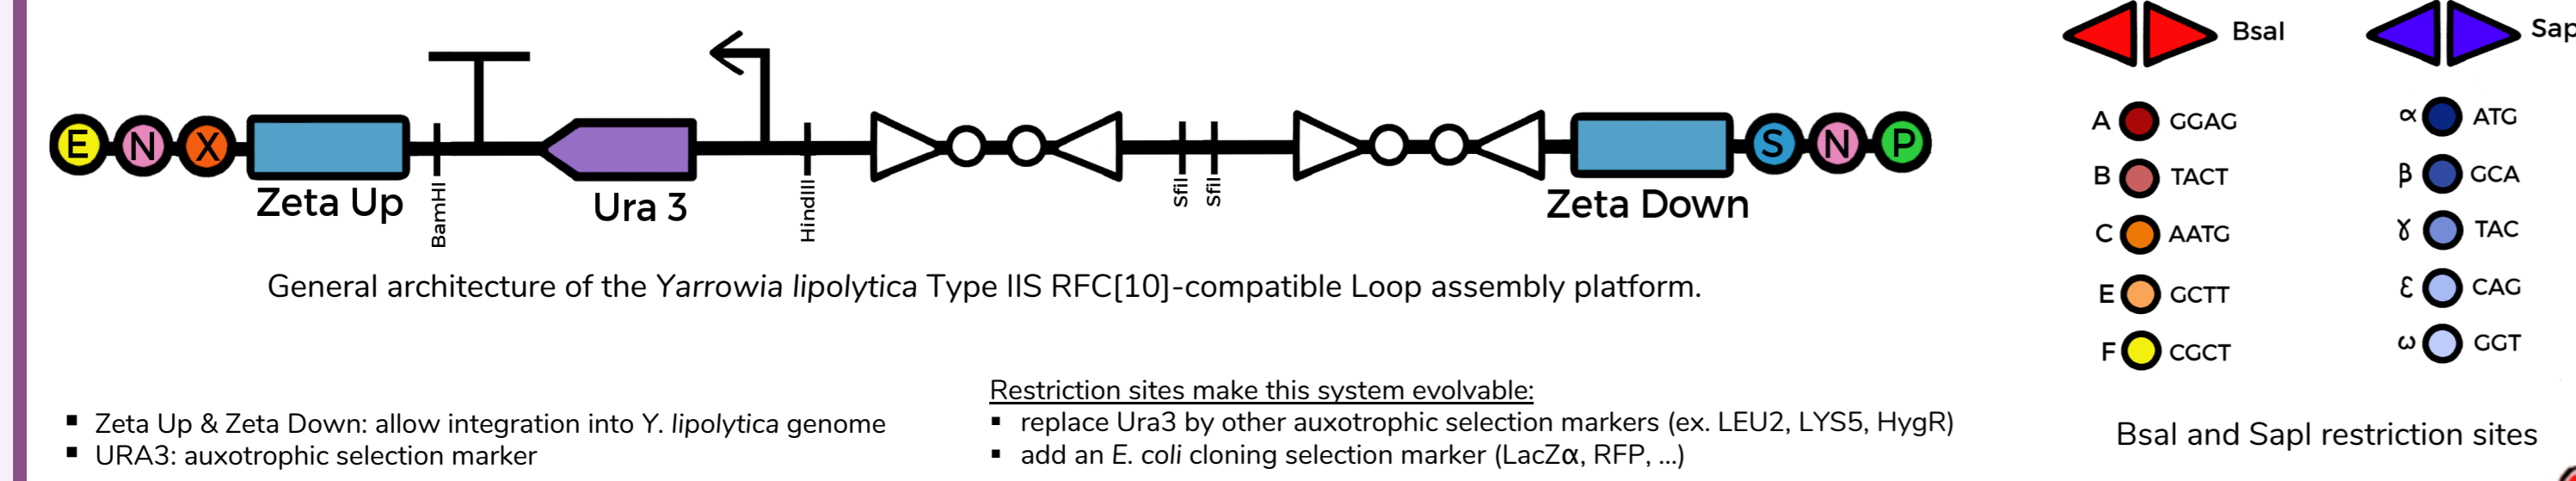 E N X
Zeta Up
BamHI
Ura 3
HindIII
SfiI
SfiI
Zeta Down
S N P
General architecture of the Yarrowia lipolytica Type IIS RFC[10]-compatible Loop assembly platform.
▪ Zeta Up & Zeta Down: allow integration into Y. lipolytica genome
▪ URA3: auxotrophic selection marker
Restriction sites make this system evolvable:
▪ replace Ura3 by other auxotrophic selection markers (ex. LEU2, LYS5, HygR)
▪ add an E. coli cloning selection marker (LacZα, RFP, ...)
BsaI
A GGAG
B TACT
C AATG
E GCTT
F CGCT
Sap
α ATG
β GCA
γ TAC
ε CAG
ω GGT
BsaI and SapI restriction sites